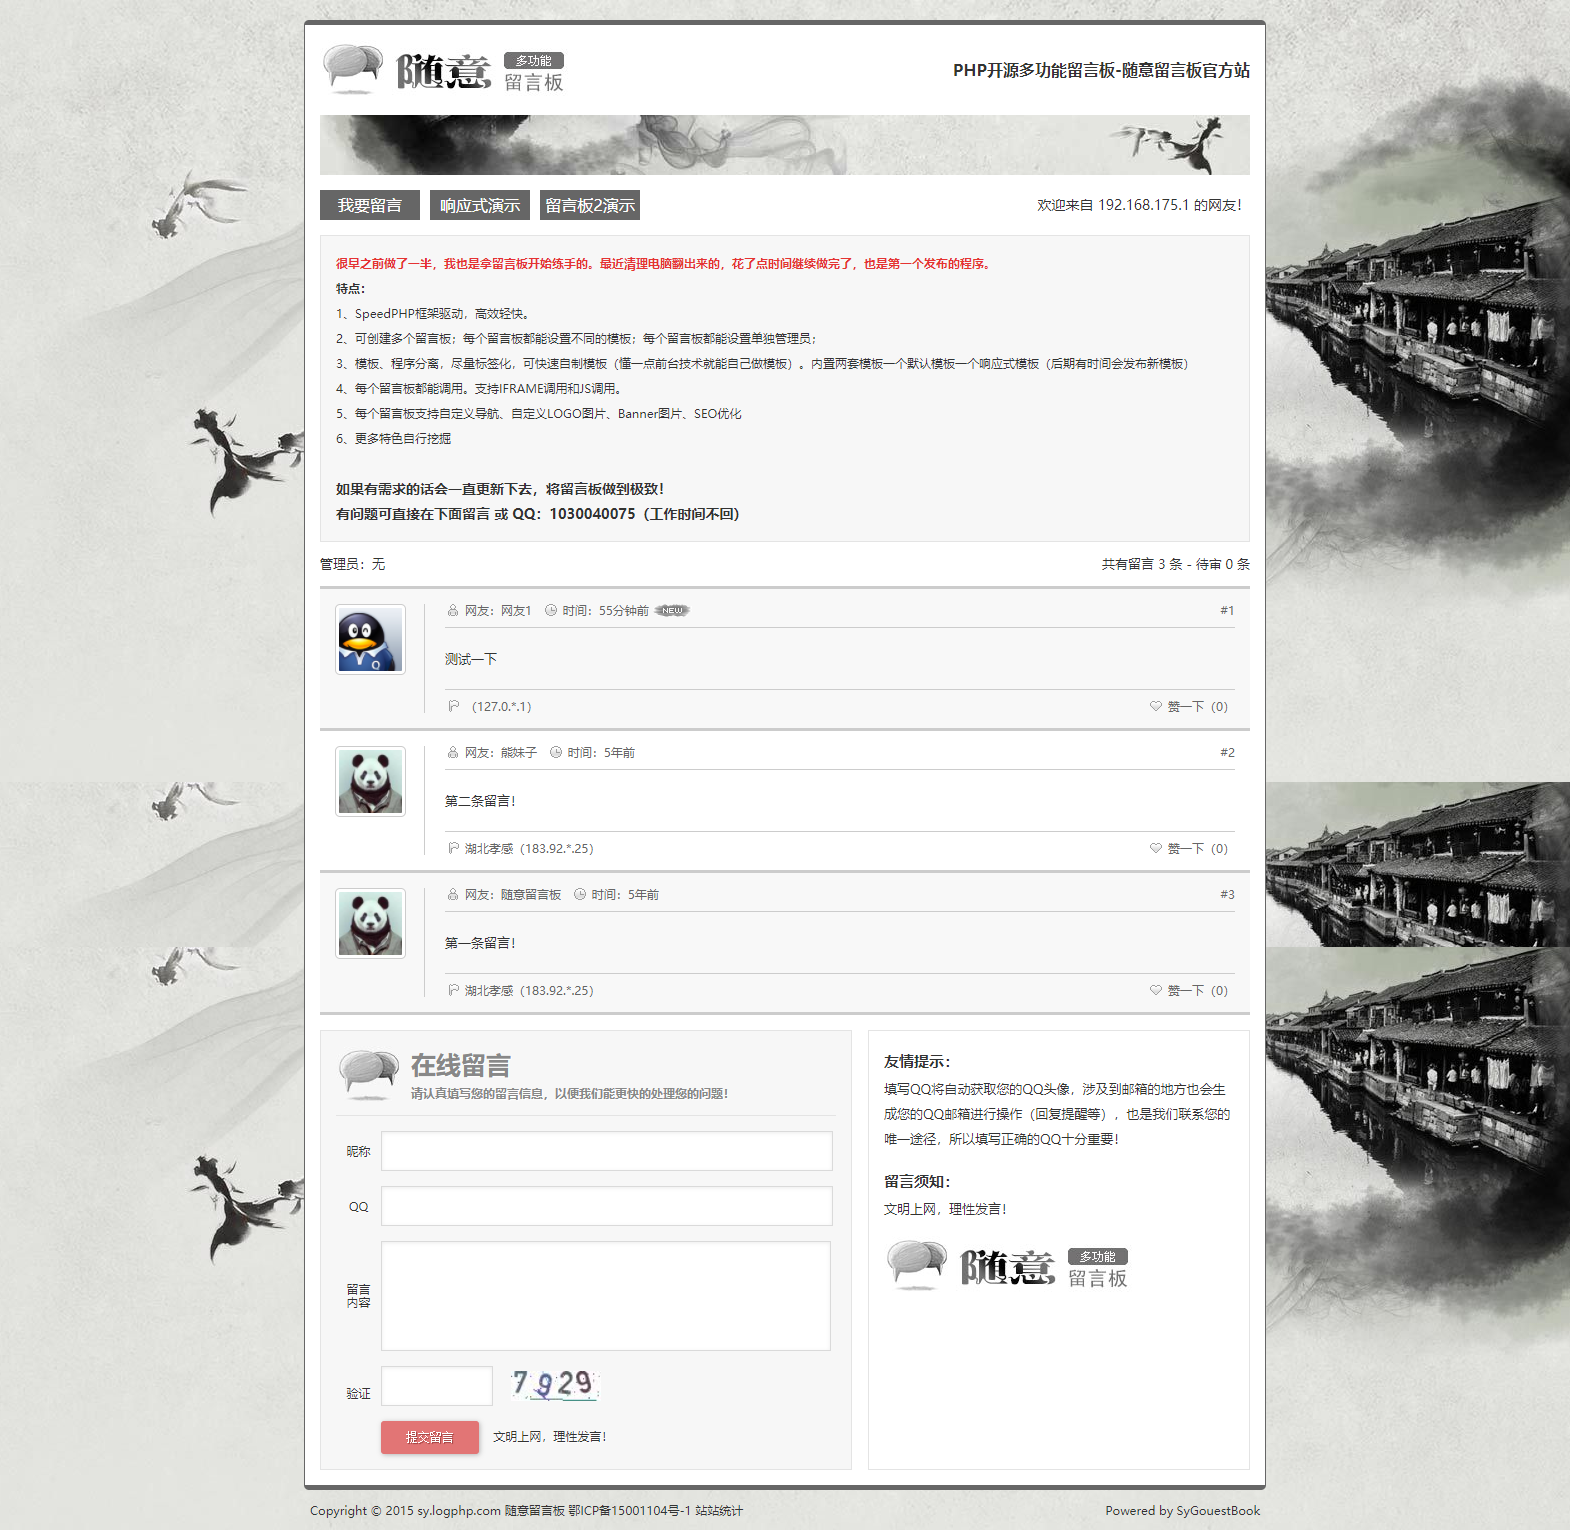 随意 多功能 留言板
PHP开源多功能留言板-随意留言板官方站
我要留言 响应式演示 留言板2演示
欢迎来自 192.168.175.1 的网友！
很早之前做了一半，我也是拿留言板开始练手的。最近清理电脑翻出来的，花了点时间继续做完了，也是第一个发布的程序。
特点：
1、SpeedPHP框架驱动，高效轻快。
2、可创建多个留言板；每个留言板都能设置不同的模板；每个留言板都能设置单独管理员；
3、模板、程序分离，尽量标签化，可快速自制模板（懂一点前台技术就能自己做模板）。内置两套模板一个默认模板一个响应式模板（后期有时间会发布新模板）
4、每个留言板都能调用。支持IFRAME调用和JS调用。
5、每个留言板支持自定义导航、自定义LOGO图片、Banner图片、SEO优化
6、更多特色自行挖掘
如果有需求的话会一直更新下去，将留言板做到极致！
有问题可直接在下面留言 或 QQ：1030040075（工作时间不回）
管理员：无
共有留言 3 条 - 待审 0 条
网友：网友1 时间：55分钟前 NEW #1
测试一下
（127.0.*.1） 赞一下（0）
网友：熊妹子 时间：5年前 #2
第二条留言！
湖北孝感（183.92.*.25） 赞一下（0）
网友：随意留言板 时间：5年前 #3
第一条留言！
湖北孝感（183.92.*.25） 赞一下（0）
在线留言
请认真填写您的留言信息，以便我们能更快的处理您的问题！
昵称
QQ
留言
内容
验证 7929
提交留言 文明上网，理性发言！
友情提示：
填写QQ将自动获取您的QQ头像，涉及到邮箱的地方也会生
成您的QQ邮箱进行操作（回复提醒等），也是我们联系您的
唯一途径，所以填写正确的QQ十分重要！
留言须知：
文明上网，理性发言！
随意 多功能 留言板
Copyright © 2015 sy.logphp.com 随意留言板 鄂ICP备15001104号-1 站站统计
Powered by SyGouestBook